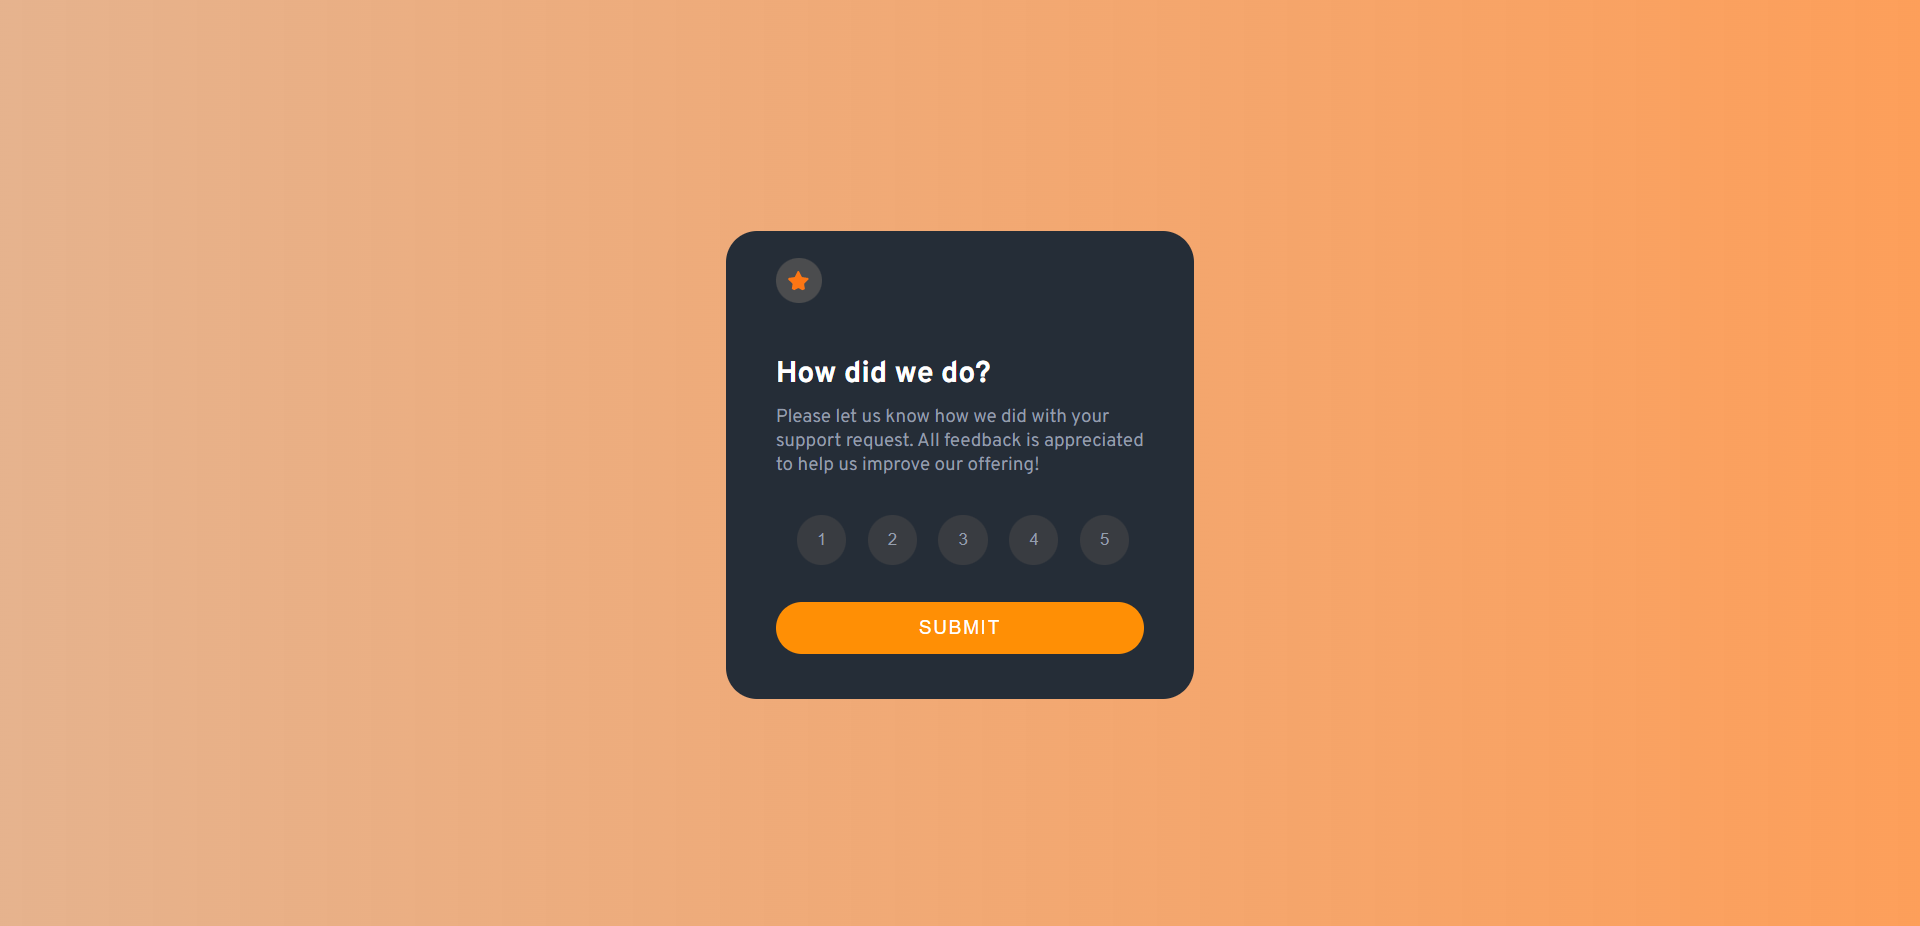 How did we do?
Please let us know how we did with your
support request. All feedback is appreciated
to help us improve our offering!
1 2 3 4 5
SUBMIT